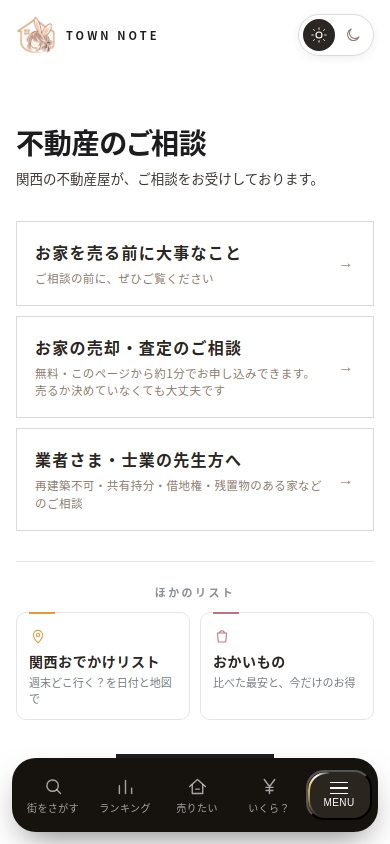 TOWN NOTE
不動産のご相談
関西の不動産屋が、ご相談をお受けしております。
お家を売る前に大事なこと
ご相談の前に、ぜひご覧ください
→
お家の売却・査定のご相談
無料・このページから約1分でお申し込みできます。
売るか決めていなくても大丈夫です
→
業者さま・士業の先生方へ
再建築不可・共有持分・借地権・残置物のある家など
のご相談
→
ほかのリスト
関西おでかけリスト
週末どこ行く？を日付と地図
で
おかいもの
比べた最安と、今だけのお得
街をさがす
ランキング
売りたい
いくら？
MENU